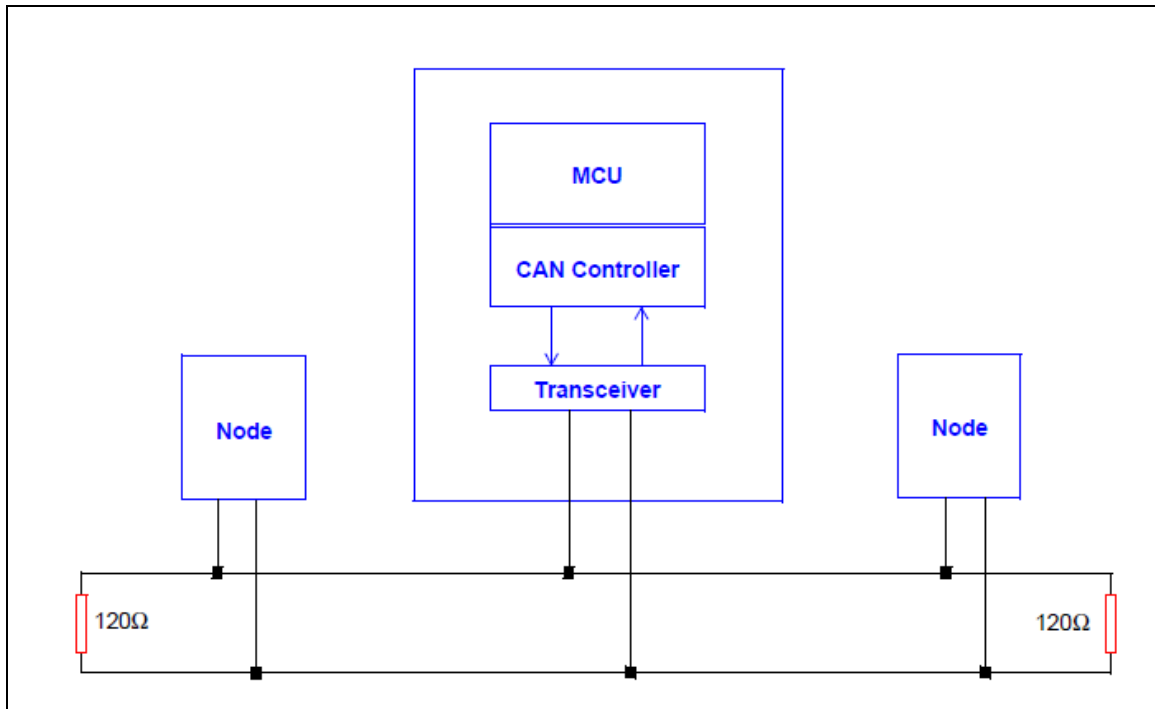 MCU
CAN Controller
Transceiver
Node
Node
120Ω
120Ω